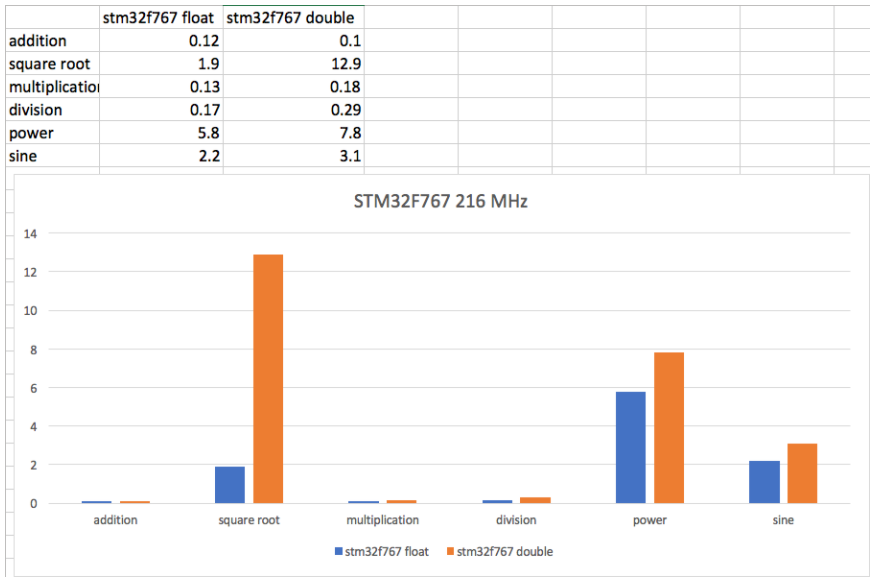 stm32f767 float stm32f767 double
addition 0.12 0.1
square root 1.9 12.9
multiplication 0.13 0.18
division 0.17 0.29
power 5.8 7.8
sine 2.2 3.1
STM32F767 216 MHz
14
12
10
8
6
4
2
0
addition square root multiplication division power sine
stm32f767 float stm32f767 double